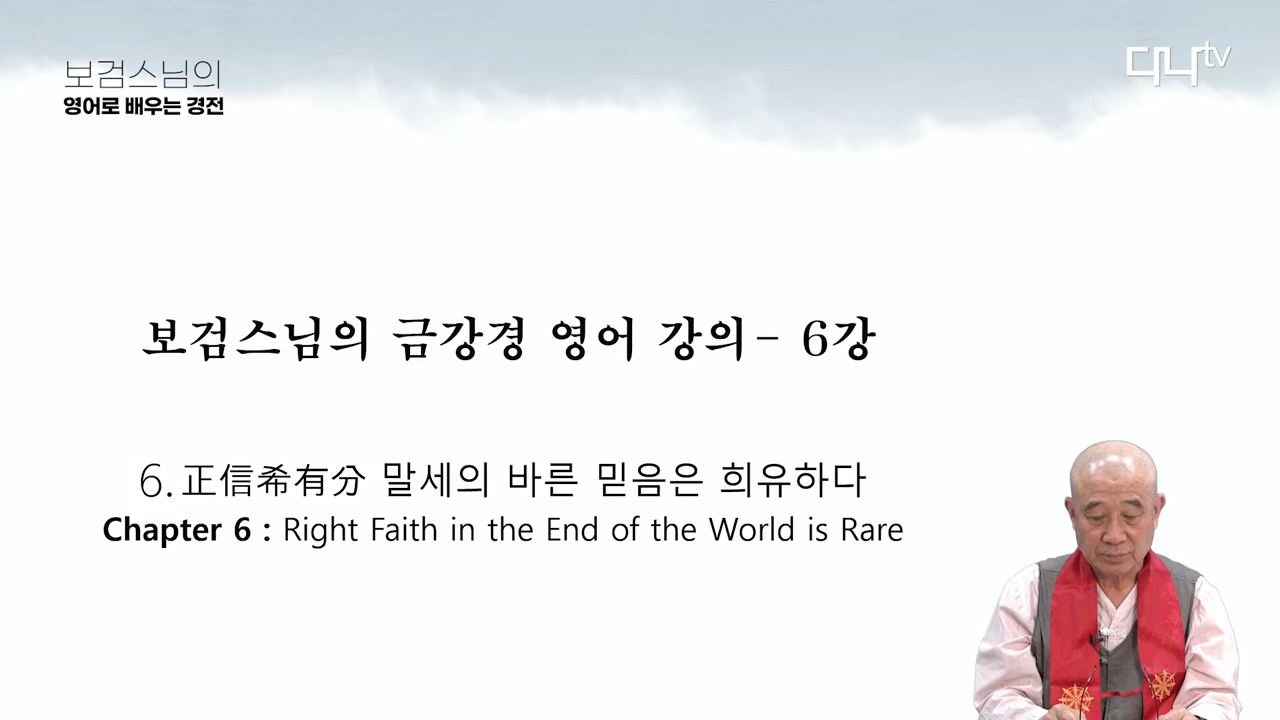 보검스님의
영어로 배우는 경전
다나tv
보검스님의 금강경 영어 강의 - 6강
6. 正信希有分 말세의 바른 믿음은 희유하다
Chapter 6 : Right Faith in the End of the World is Rare